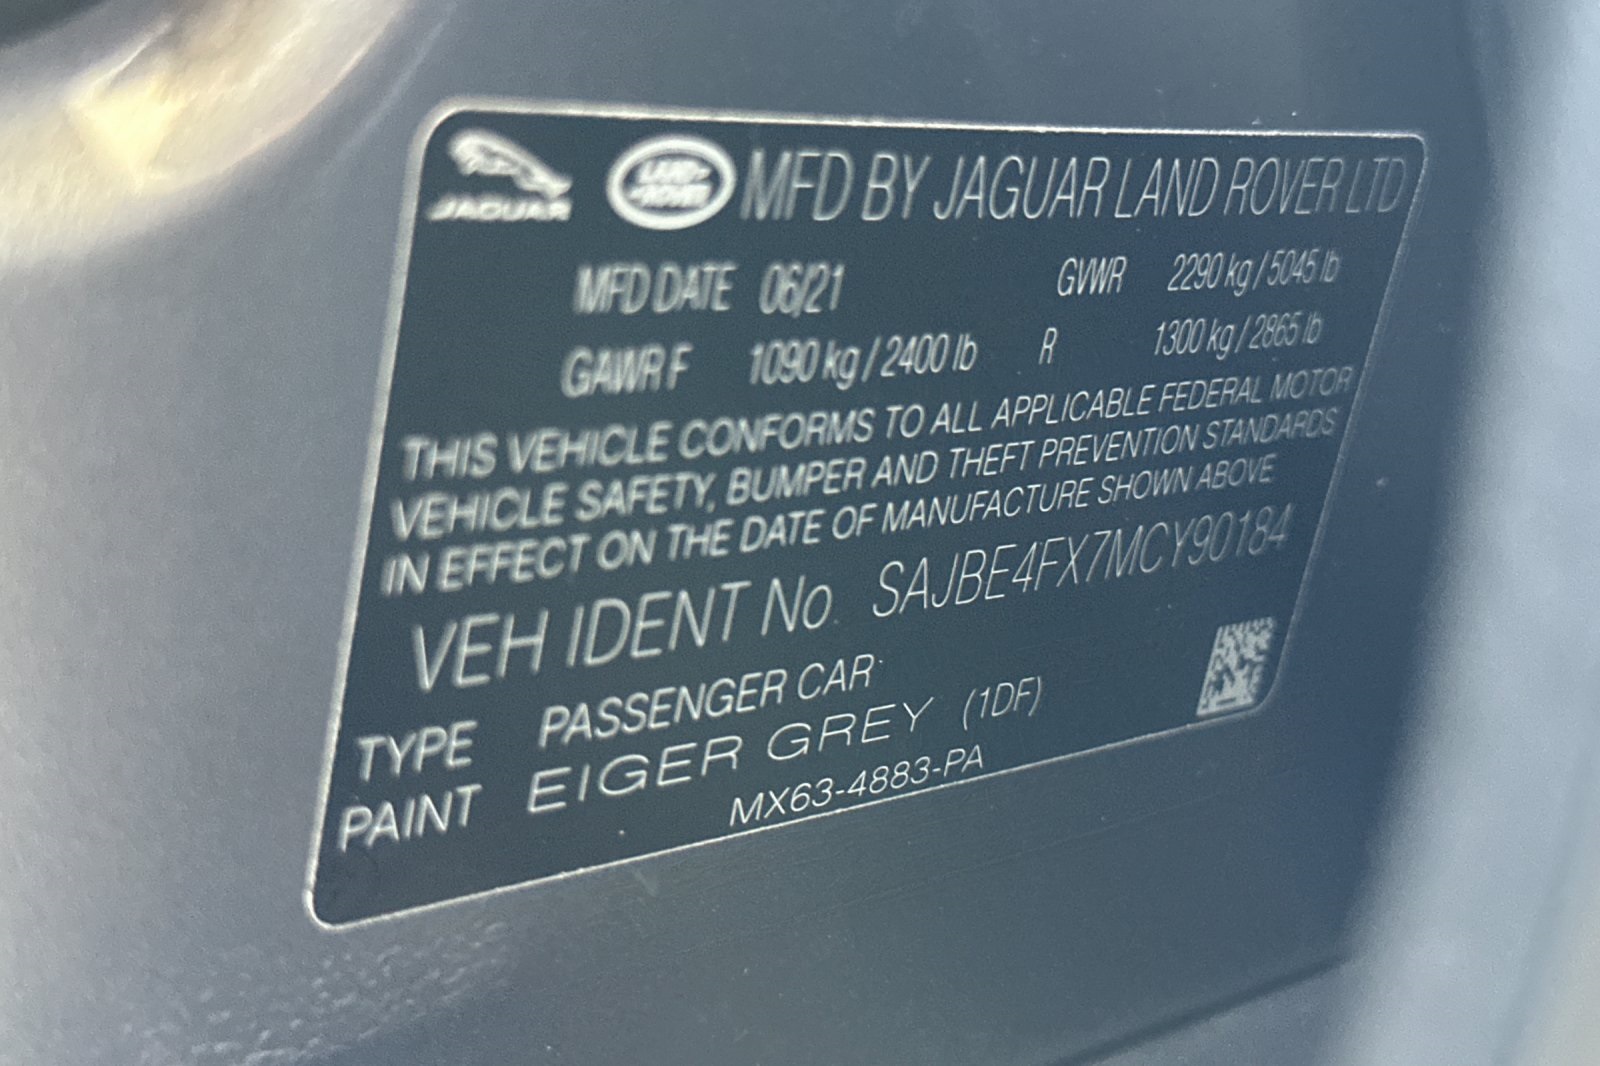 JAGUAR LAND ROVER MFD BY JAGUAR LAND ROVER LTD
MFD DATE 06/21 GVWR 2290 kg / 5045 lb
GAWR F 1090 kg / 2400 lb R 1300 kg / 2865 lb
THIS VEHICLE CONFORMS TO ALL APPLICABLE FEDERAL MOTOR
VEHICLE SAFETY, BUMPER AND THEFT PREVENTION STANDARDS
IN EFFECT ON THE DATE OF MANUFACTURE SHOWN ABOVE
VEH IDENT No. SAJBE4FX7MCY90184
TYPE PASSENGER CAR
PAINT EIGER GREY (1DF)
MX63-4883-PA